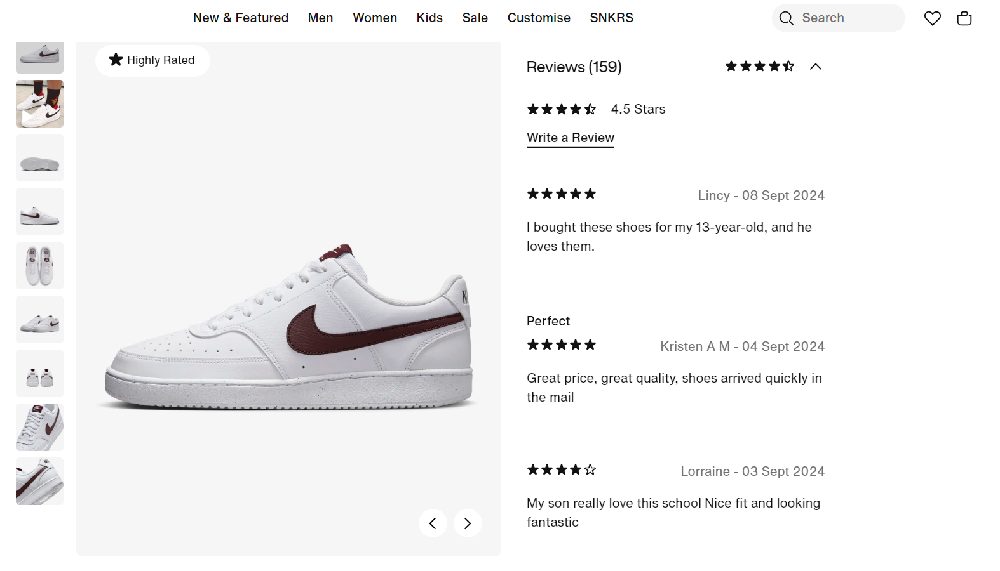 New & Featured
Men
Women
Kids
Sale
Customise
SNKRS
Search
Highly Rated
Reviews (159)
4.5 Stars
Write a Review
Lincy - 08 Sept 2024
I bought these shoes for my 13-year-old, and he
loves them.
Perfect
Kristen A M - 04 Sept 2024
Great price, great quality, shoes arrived quickly in
the mail
Lorraine - 03 Sept 2024
My son really love this school Nice fit and looking
fantastic